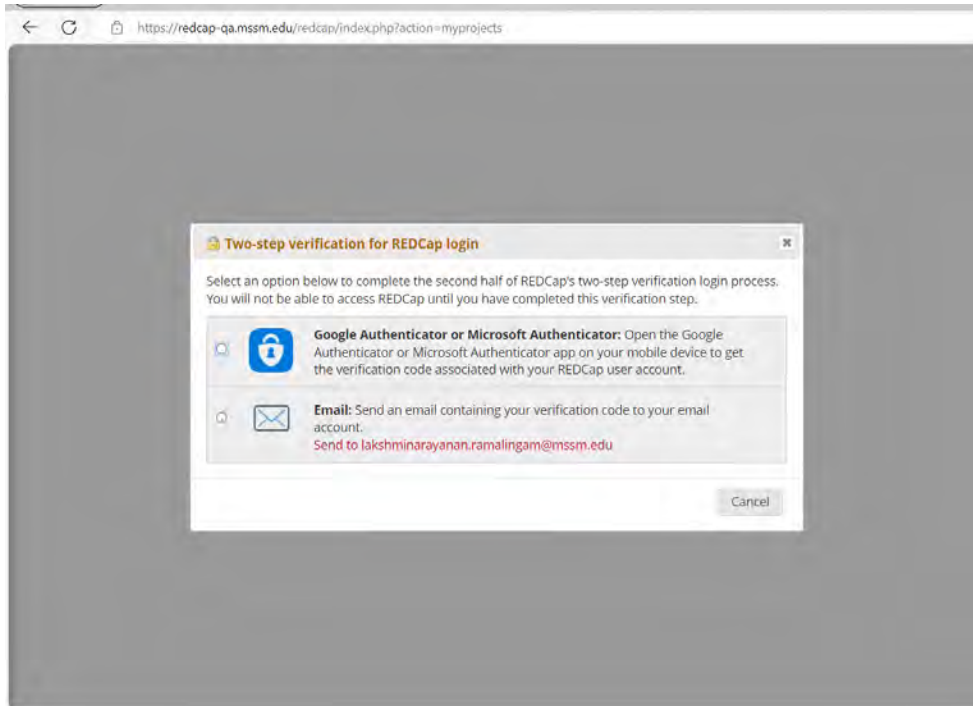 https://redcap-qa.mssm.edu/redcap/index.php?action=myprojects
Two-step verification for REDCap login
Select an option below to complete the second half of REDCap's two-step verification login process.
You will not be able to access REDCap until you have completed this verification step.
Google Authenticator or Microsoft Authenticator: Open the Google
Authenticator or Microsoft Authenticator app on your mobile device to get
the verification code associated with your REDCap user account.
Email: Send an email containing your verification code to your email
account.
Send to lakshminarayanan.ramalingam@mssm.edu
Cancel